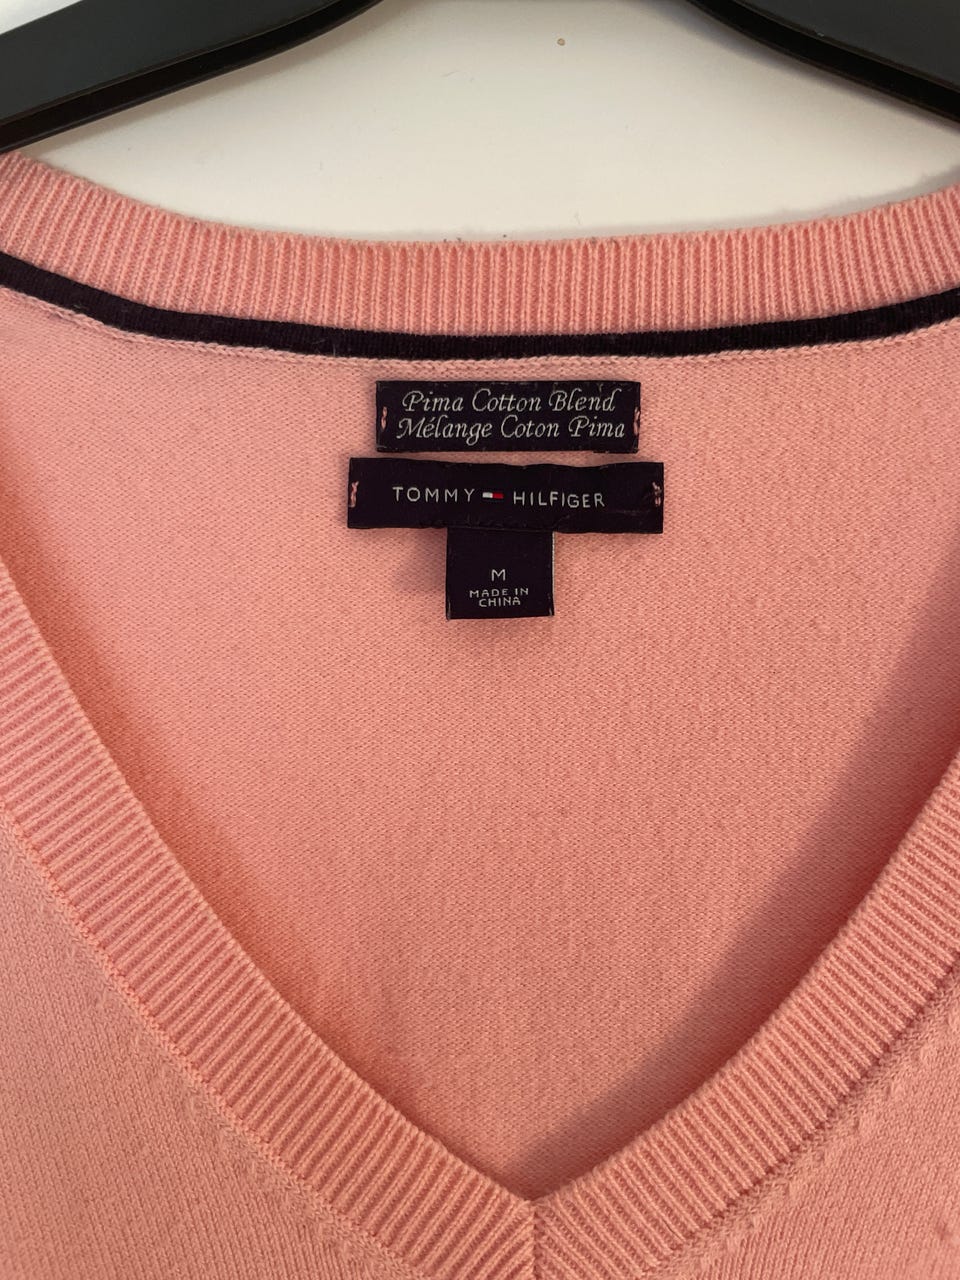 Pima Cotton Blend
Mélange Coton Pima
TOMMY HILFIGER
M
MADE IN
CHINA